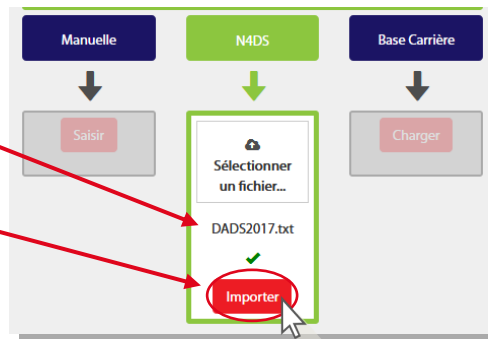 Manuelle
N4DS
Base Carrière
Saisir
Sélectionner
un fichier...
DADS2017.txt
Importer
Charger